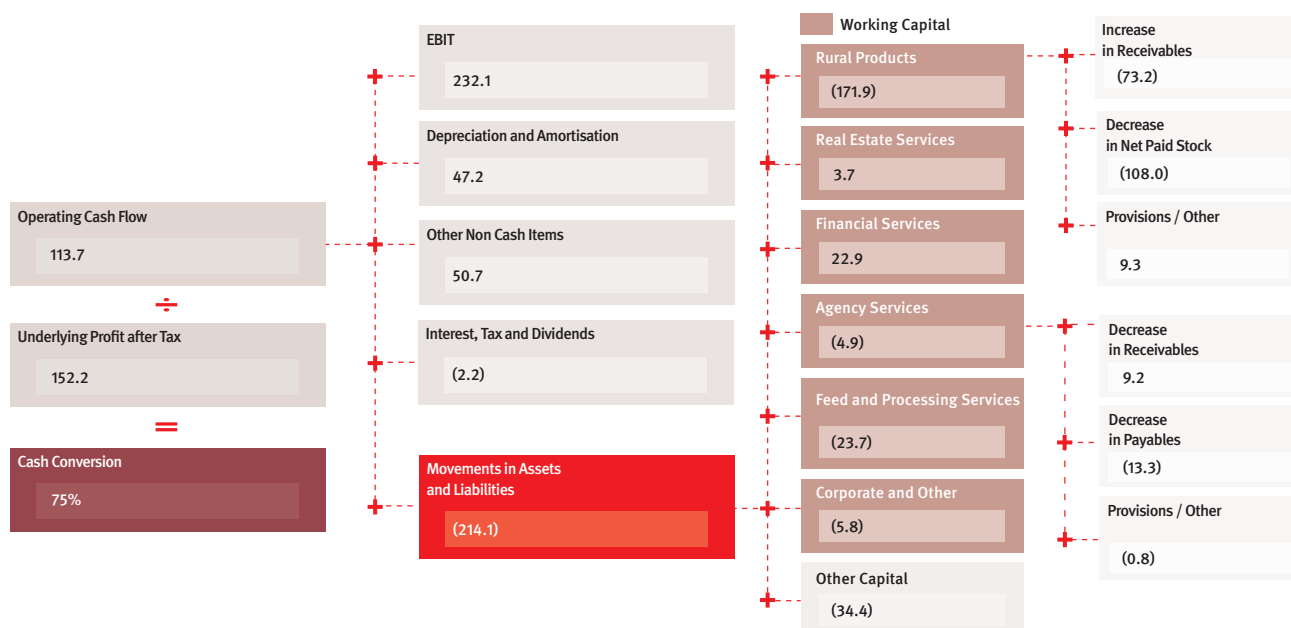 Operating Cash Flow
113.7
÷
Underlying Profit after Tax
152.2
=
Cash Conversion
75%
EBIT
232.1
Depreciation and Amortisation
47.2
Other Non Cash Items
50.7
Interest, Tax and Dividends
(2.2)
Movements in Assets
and Liabilities
(214.1)
Working Capital
Rural Products
(171.9)
Real Estate Services
3.7
Financial Services
22.9
Agency Services
(4.9)
Feed and Processing Services
(23.7)
Corporate and Other
(5.8)
Other Capital
(34.4)
Increase
in Receivables
(73.2)
Decrease
in Net Paid Stock
(108.0)
Provisions / Other
9.3
Decrease
in Receivables
9.2
Decrease
in Payables
(13.3)
Provisions / Other
(0.8)